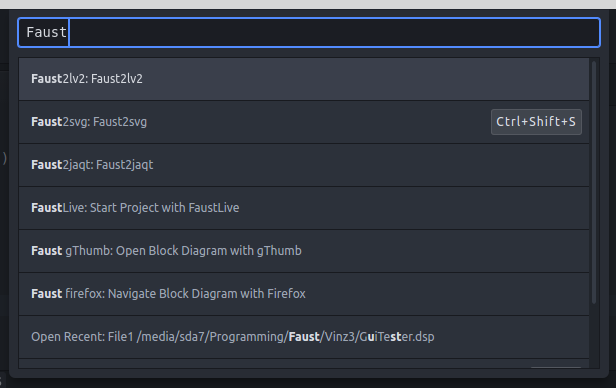 Faust
Faust2lv2: Faust2lv2
Faust2svg: Faust2svg
Ctrl+Shift+S
Faust2jaqt: Faust2jaqt
FaustLive: Start Project with FaustLive
Faust gThumb: Open Block Diagram with gThumb
Faust firefox: Navigate Block Diagram with Firefox
Open Recent: File1 /media/sda7/Programming/Faust/Vinz3/GuiTester.dsp
)